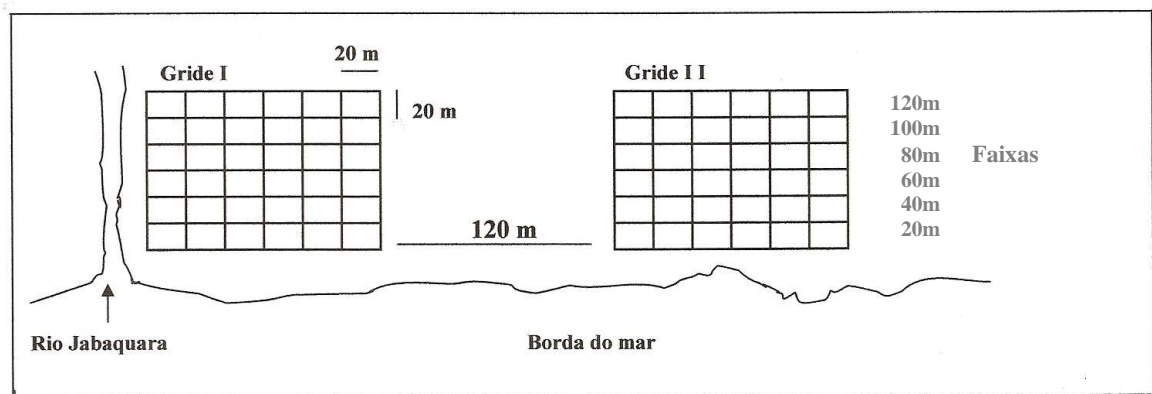 20 m
Gride I
Gride I I
20 m
120m
100m
80m Faixas
60m
40m
20m
120 m
Rio Jabaquara
Borda do mar